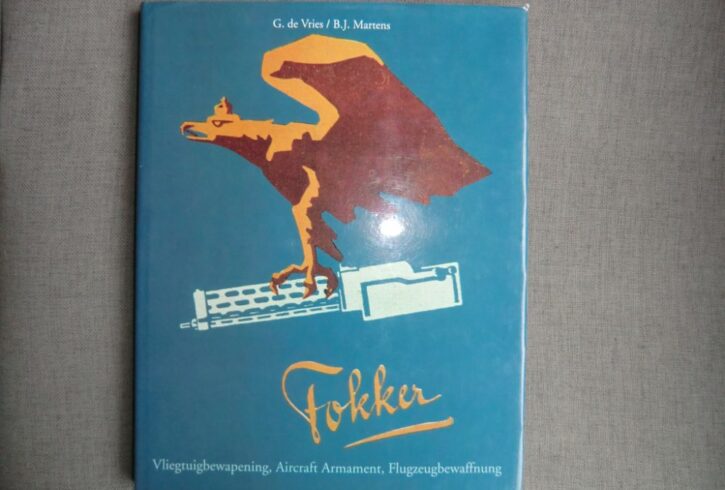 G. de Vries / B.J. Martens
Fokker
Vliegtuigbewapening, Aircraft Armament, Flugzeugbewaffnung